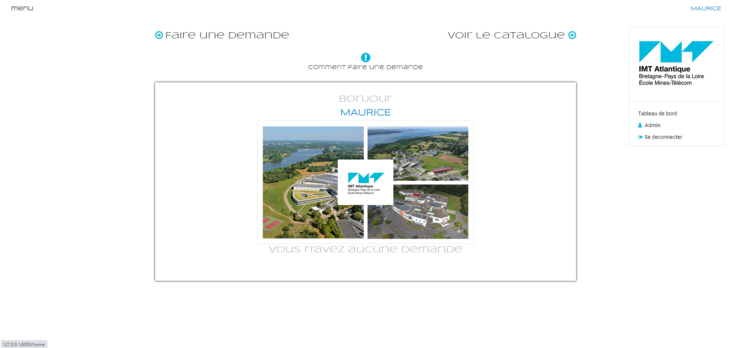 menu
MAURICE
Faire une demande
Voir le catalogue
Comment faire une demande
IMT Atlantique
Bretagne-Pays de la Loire
École Mines-Télécom
Tableau de bord
Admin
Se deconnecter
Bonjour
MAURICE
IMT Atlantique
Bretagne-Pays de la Loire
École Mines-Télécom
Vous n'avez aucune demande
127.0.0.1:8000/home